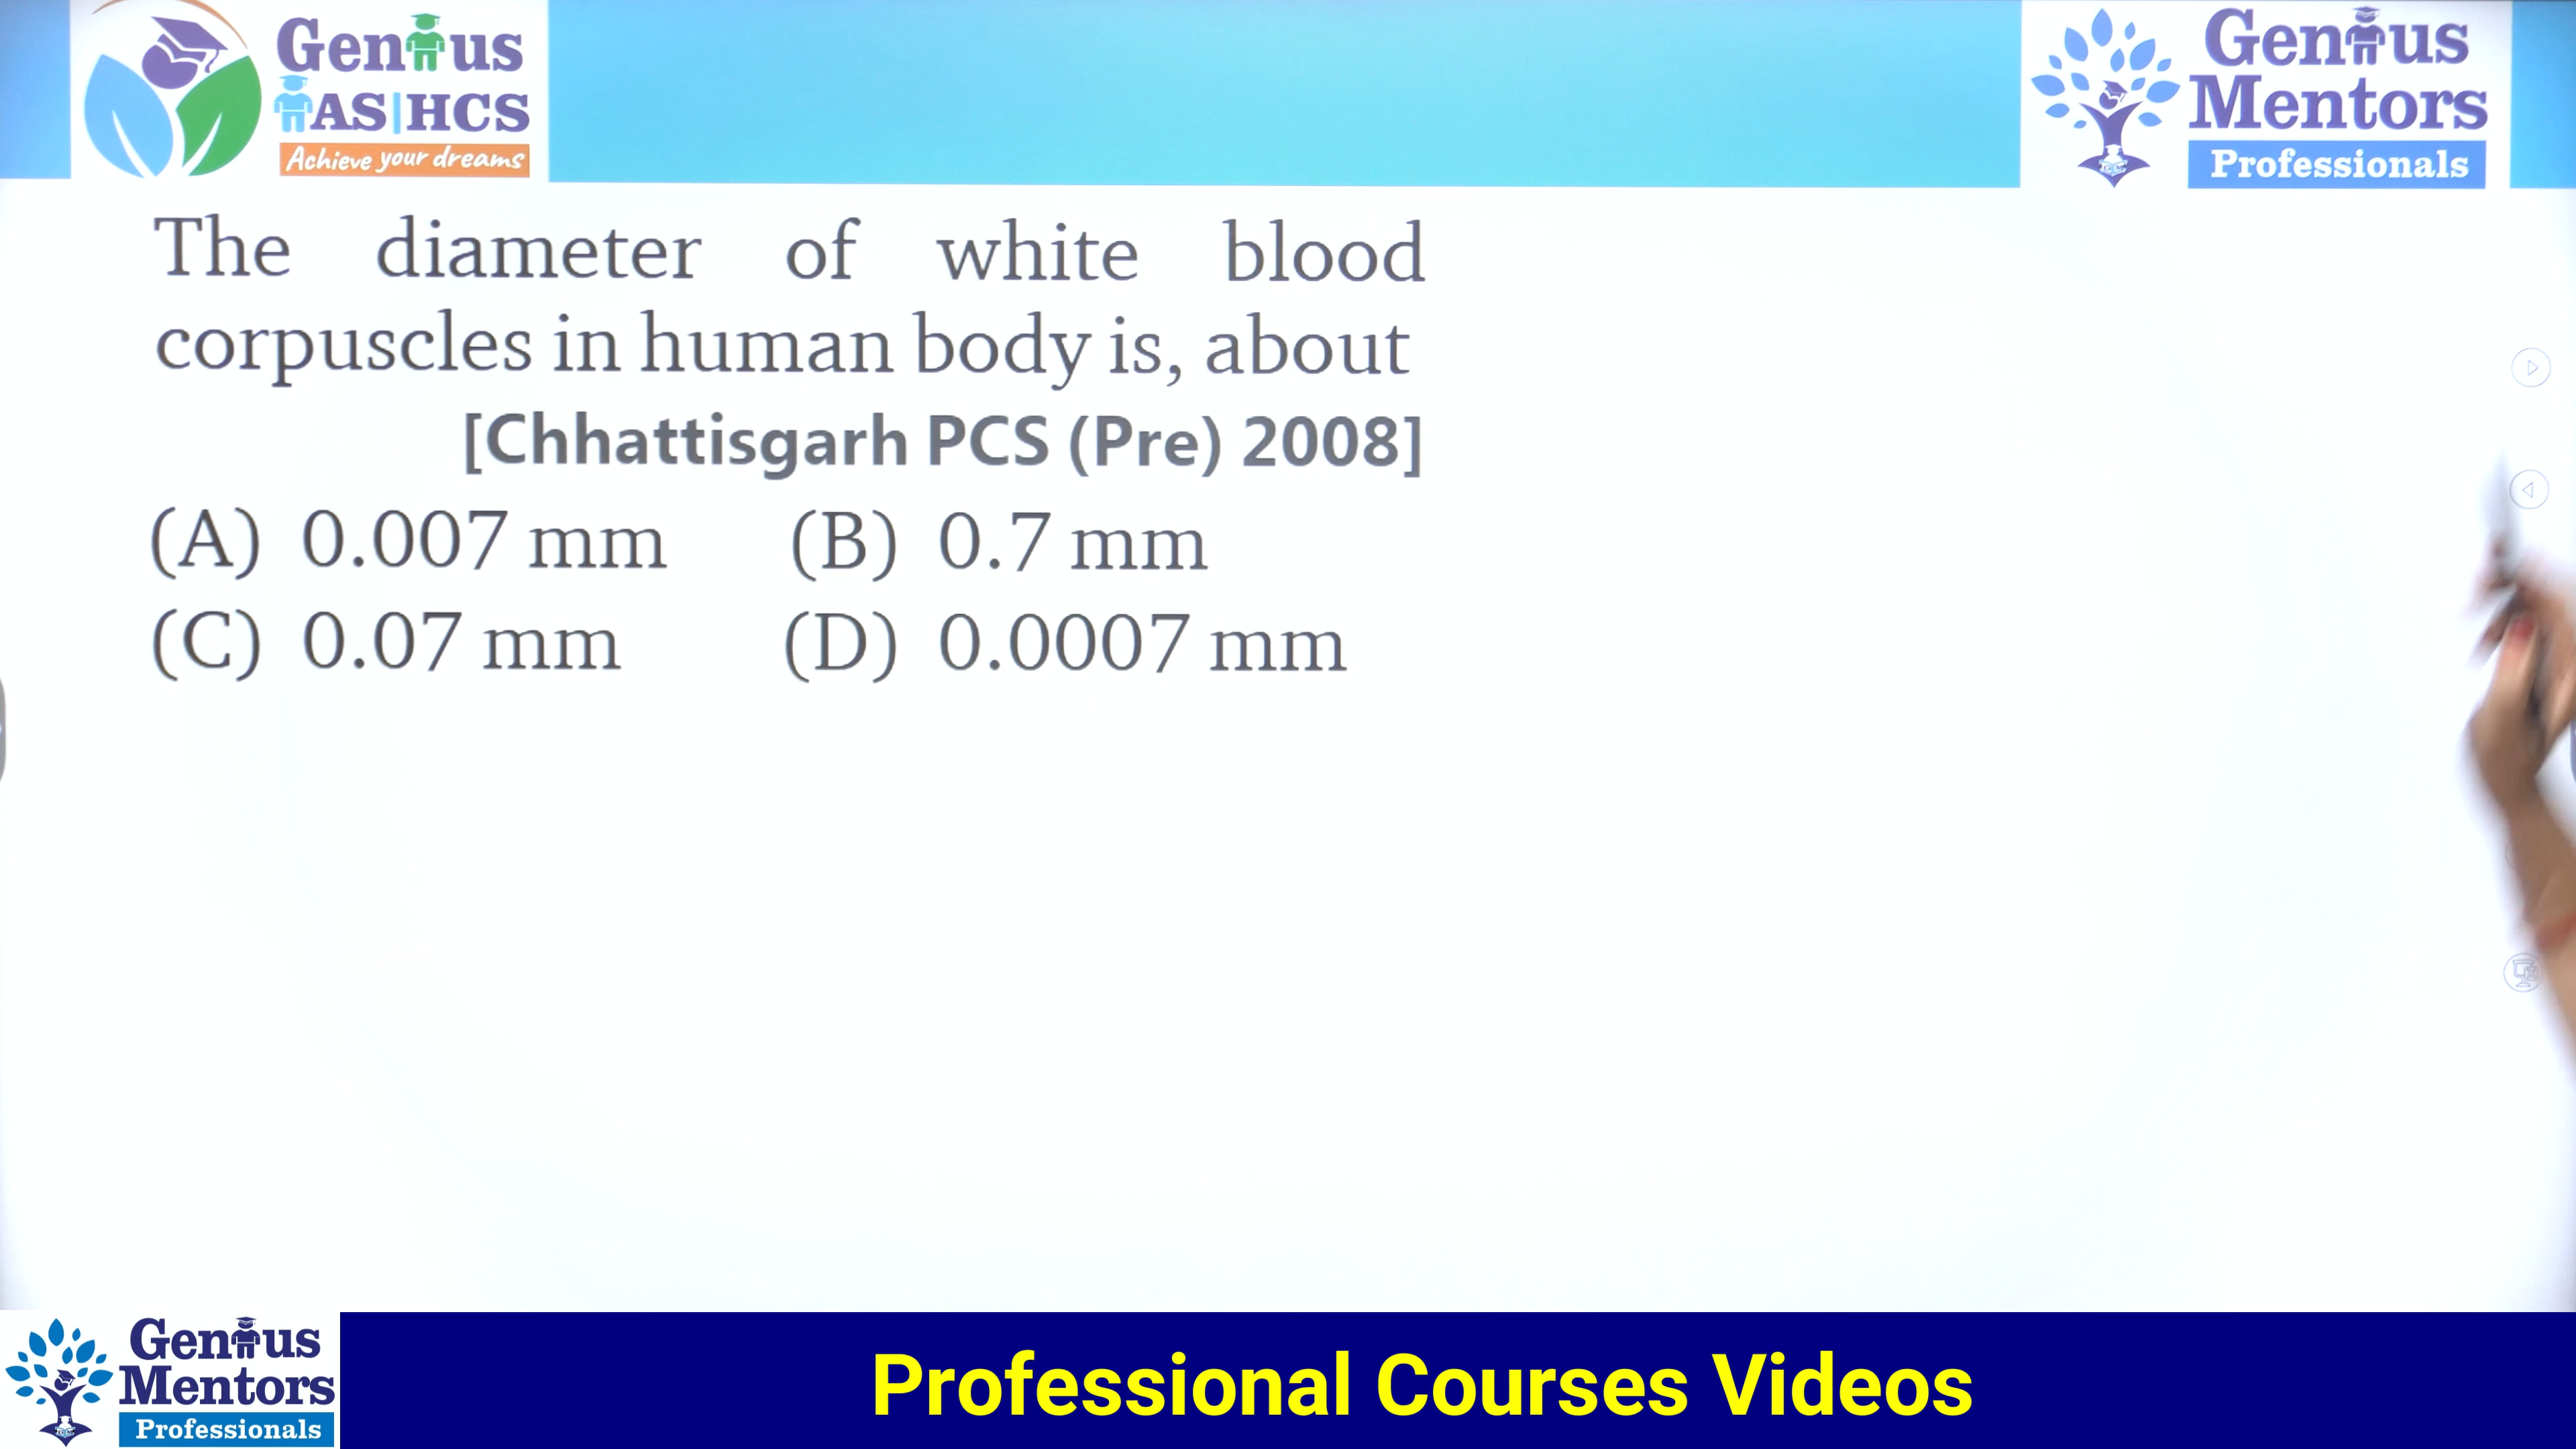 Genius
IAS|HCS
Achieve your dreams
Genius
Mentors
Professionals
The diameter of white blood
corpuscles in human body is, about
[Chhattisgarh PCS (Pre) 2008]
(A) 0.007 mm (B) 0.7 mm
(C) 0.07 mm (D) 0.0007 mm
Genius
Mentors
Professionals
Professional Courses Videos